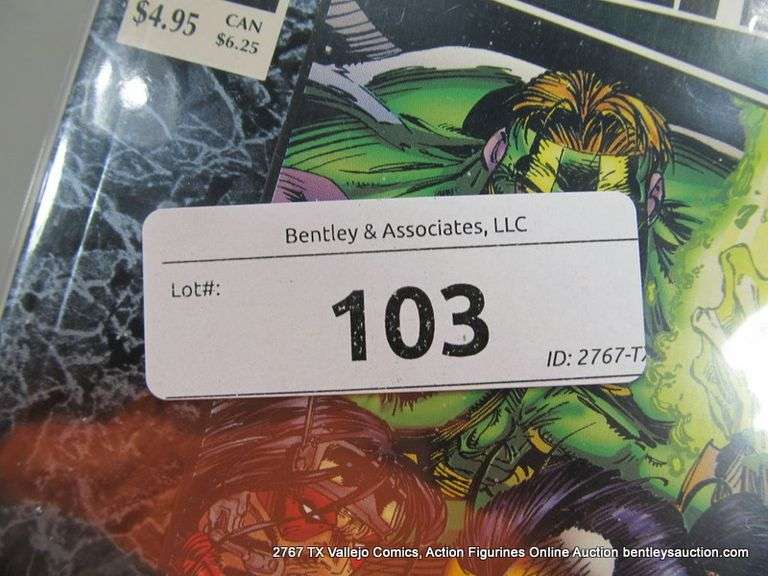 $4.95 CAN
$6.25
Bentley & Associates, LLC
Lot#:
103
ID: 2767-TX
2767 TX Vallejo Comics, Action Figurines Online Auction bentleysauction.com